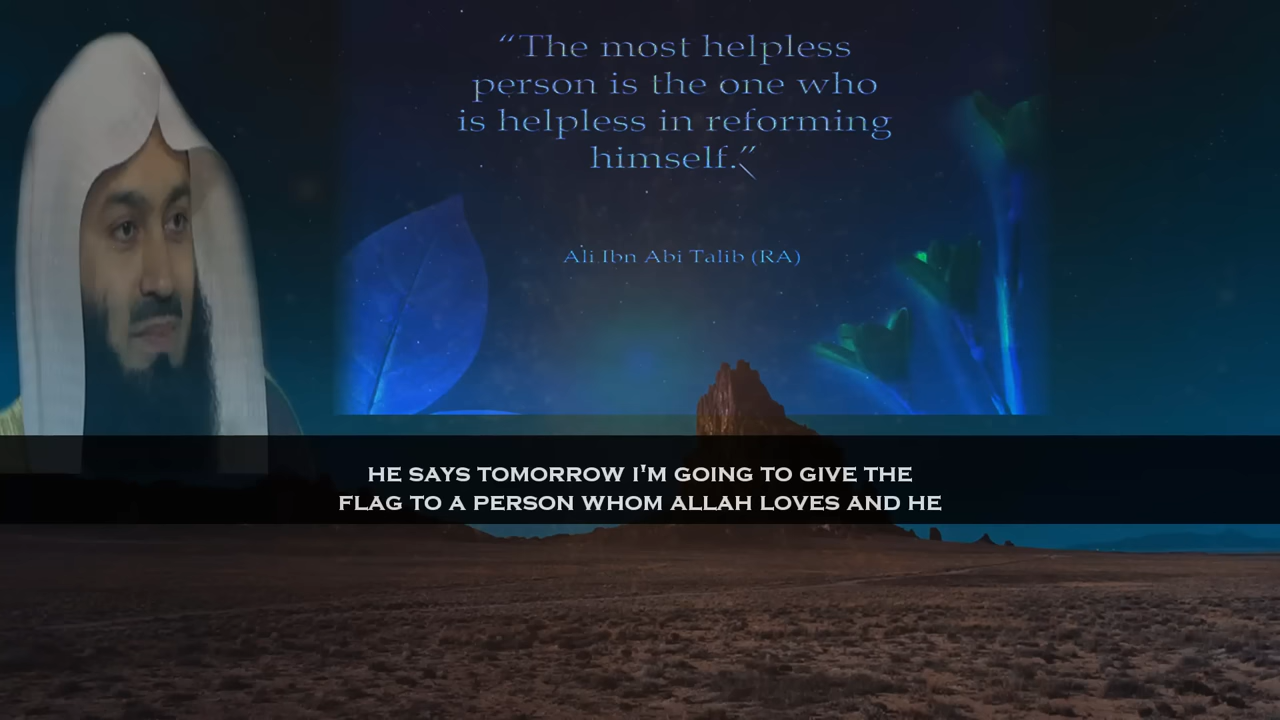 “The most helpless
person is the one who
is helpless in reforming
himself.”
Ali Ibn Abi Talib (RA)
HE SAYS TOMORROW I'M GOING TO GIVE THE
FLAG TO A PERSON WHOM ALLAH LOVES AND HE